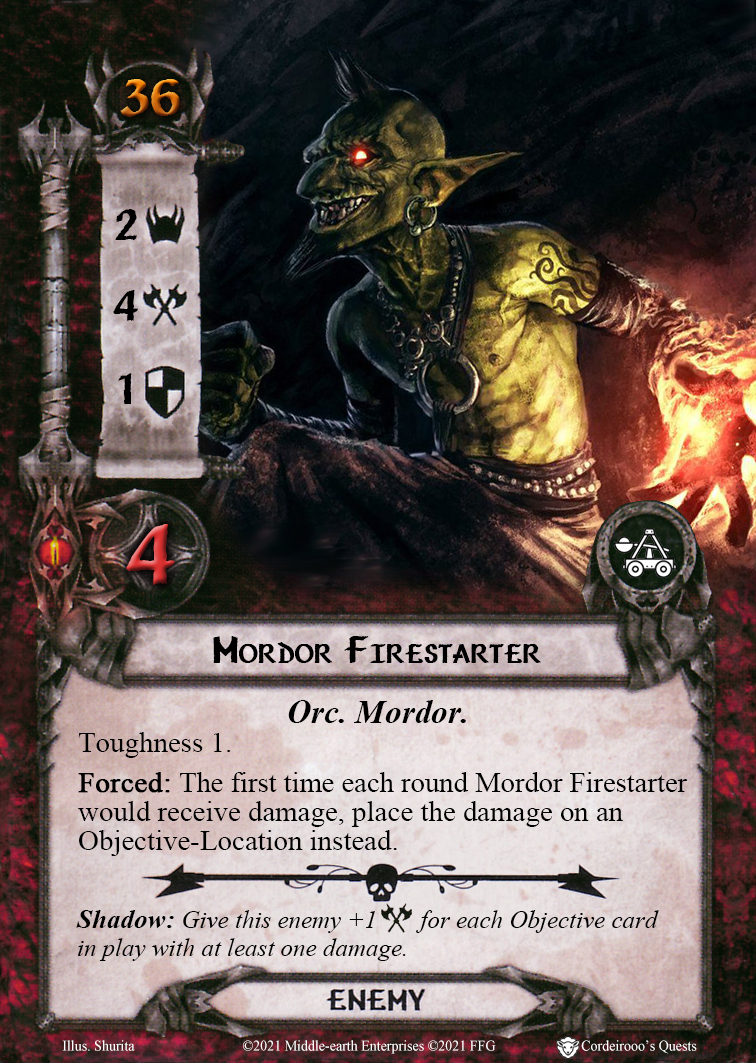 36
2
4
1
4
Mordor Firestarter
Orc. Mordor.
Toughness 1.
Forced: The first time each round Mordor Firestarter
would receive damage, place the damage on an
Objective-Location instead.
Shadow: Give this enemy +1 for each Objective card
in play with at least one damage.
ENEMY
Illus. Shurita ©2021 Middle-earth Enterprises ©2021 FFG Cordeirooo's Quests